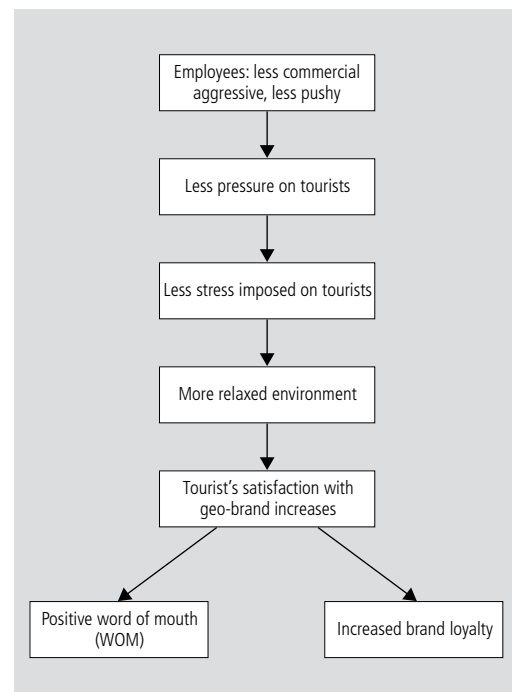 Employees: less commercial
aggressive, less pushy
Less pressure on tourists
Less stress imposed on tourists
More relaxed environment
Tourist's satisfaction with
geo-brand increases
Positive word of mouth
(WOM)
Increased brand loyalty